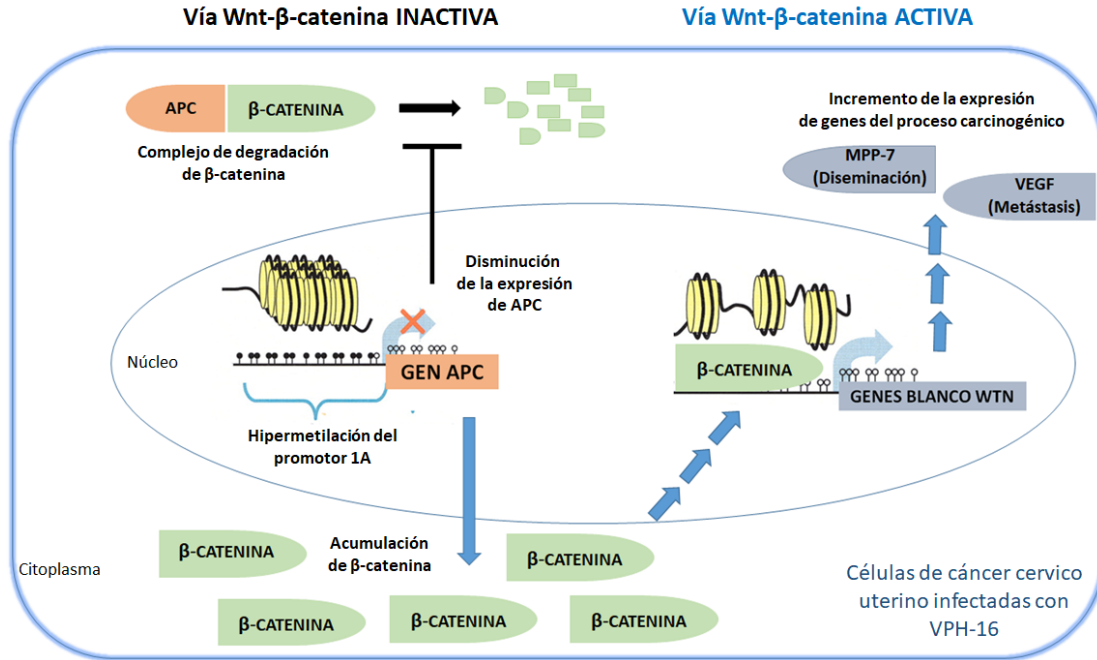 Vía Wnt-β-catenina INACTIVA
Vía Wnt-β-catenina ACTIVA
APC
β-CATENINA
Complejo de degradación
de β-catenina
Incremento de la expresión
de genes del proceso carcinogénico
MPP-7
(Diseminación)
VEGF
(Metástasis)
Disminución
de la expresión
de APC
Núcleo
GEN APC
β-CATENINA
GENES BLANCO WTN
Hipermetilación del
promotor 1A
Acumulación
de β-catenina
β-CATENINA
β-CATENINA
Citoplasma
β-CATENINA
β-CATENINA
β-CATENINA
Células de cáncer cervico
uterino infectadas con
VPH-16